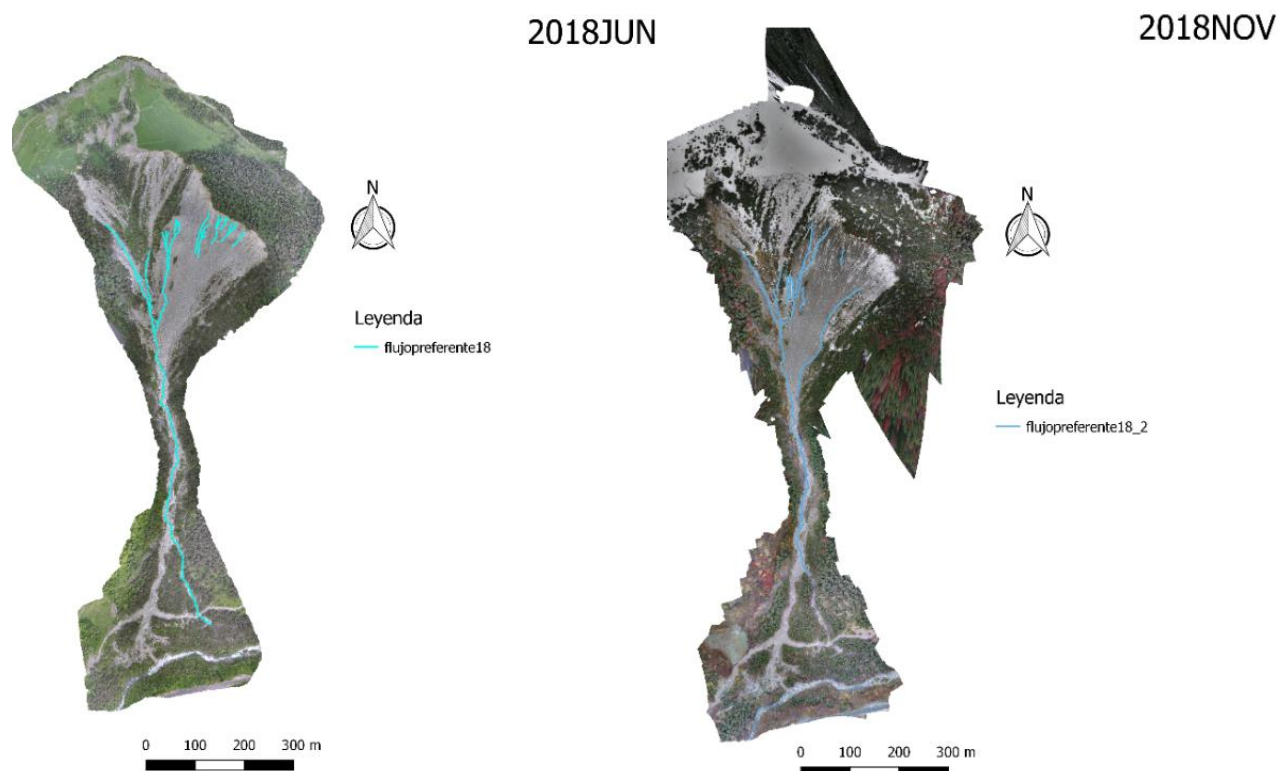 2018JUN
2018NOV
N
N
Leyenda
flujopreferente18
Leyenda
flujopreferente18_2
0 100 200 300 m
0 100 200 300 m